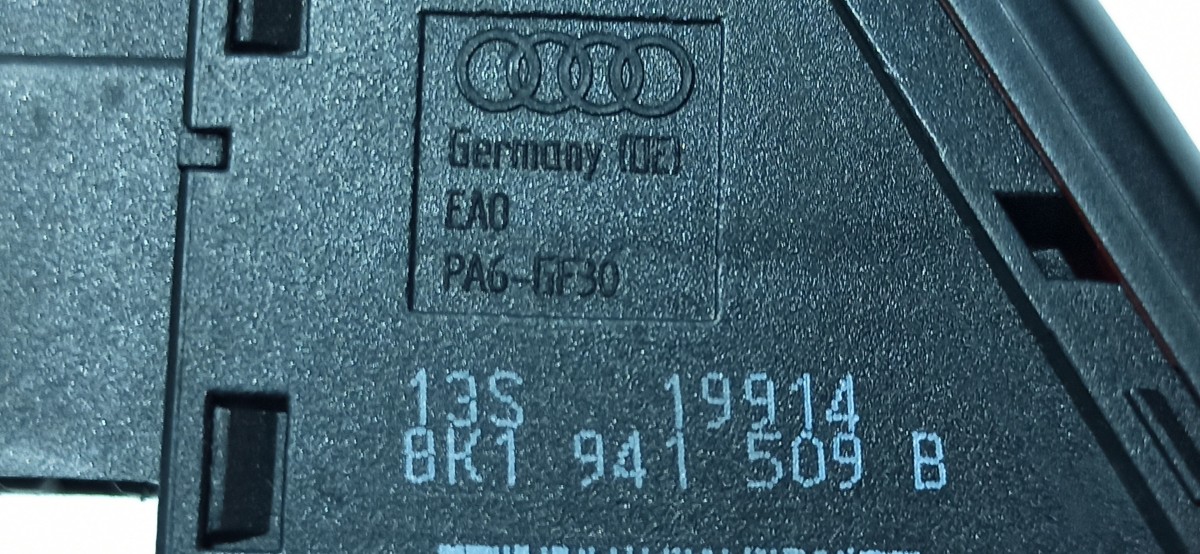 Germany (DE)
EA0
PA6-GF30
13S 19914
8K1 941 509 B